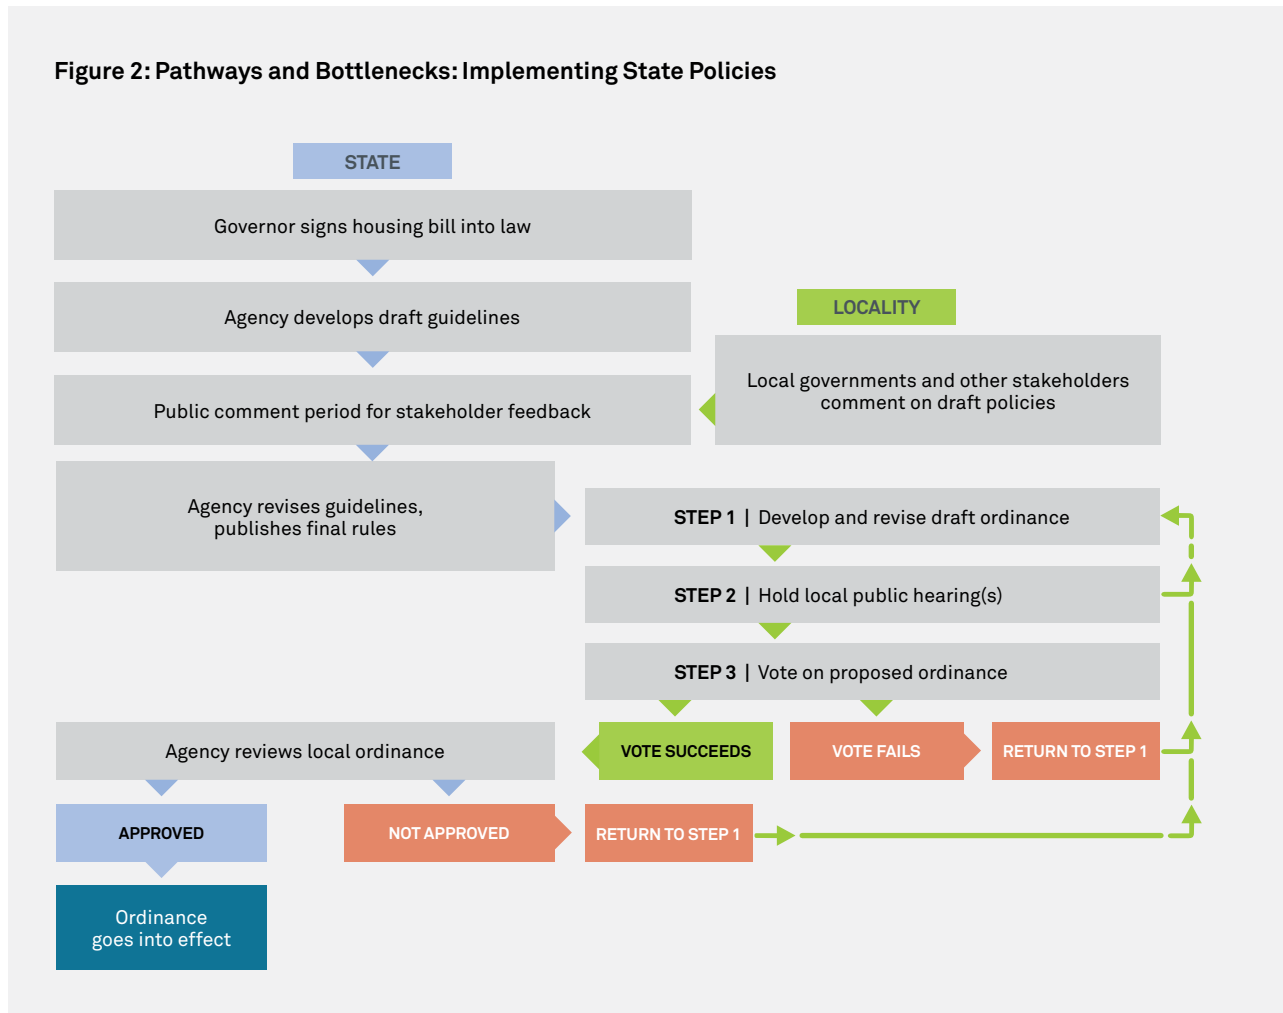 Figure 2: Pathways and Bottlenecks: Implementing State Policies
STATE
Governor signs housing bill into law
Agency develops draft guidelines
LOCALITY
Local governments and other stakeholders
comment on draft policies
Public comment period for stakeholder feedback
Agency revises guidelines,
publishes final rules
STEP 1 | Develop and revise draft ordinance
STEP 2 | Hold local public hearing(s)
STEP 3 | Vote on proposed ordinance
Agency reviews local ordinance
VOTE SUCCEEDS
VOTE FAILS
RETURN TO STEP 1
APPROVED
NOT APPROVED
RETURN TO STEP 1
Ordinance
goes into effect